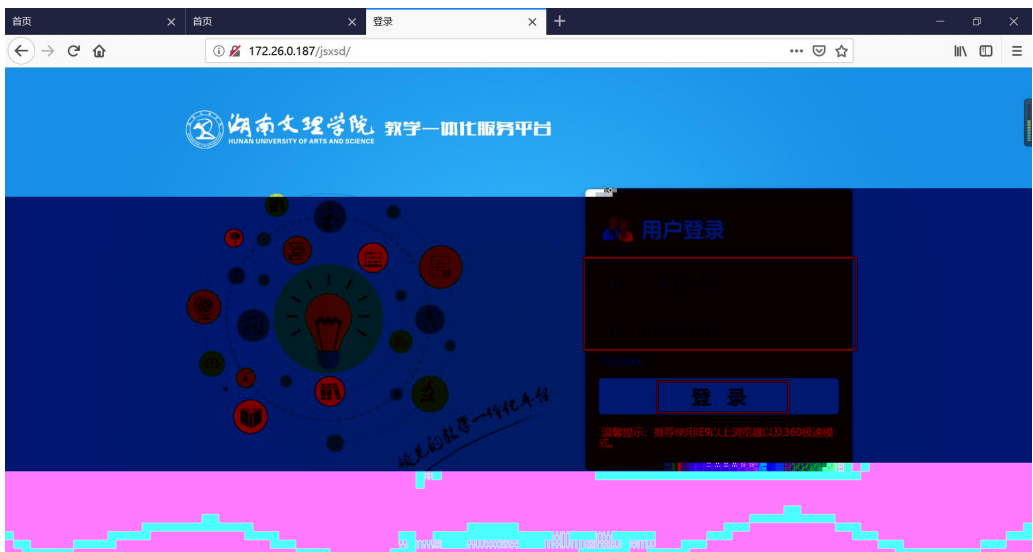 首页
首页
登录
172.26.0.187/jsxsd/
湖南文理学院 教学一体化服务平台
HUNAN UNIVERSITY OF ARTS AND SCIENCE
用户登录
登 录
温馨提示：推荐使用IE9以上浏览器以及360极速模
式。